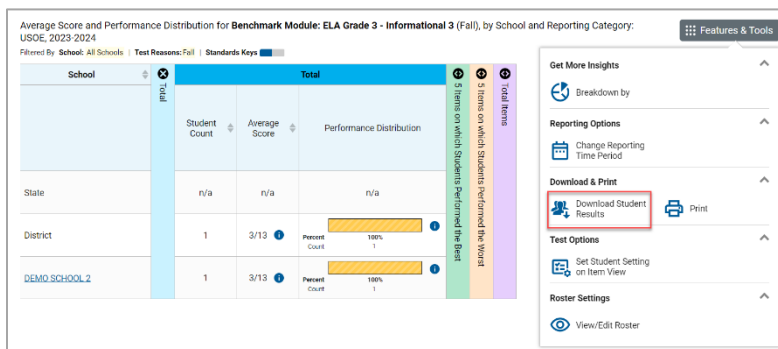 Average Score and Performance Distribution for Benchmark Module: ELA Grade 3 - Informational 3 (Fall), by School and Reporting Category:
USOE, 2023-2024
Filtered By School: All Schools | Test Reasons: Fall | Standards Keys
Features & Tools
School
Total
Total
5 Items on which Students Performed the Best
5 Items on which Students Performed the Worst
Total Items
Student
Count
Average
Score
Performance Distribution
State
n/a
n/a
n/a
District
1
3/13
Percent 100%
Count 1
DEMO SCHOOL 2
1
3/13
Percent 100%
Count 1
Get More Insights
Breakdown by
Reporting Options
Change Reporting
Time Period
Download & Print
Download Student
Results
Print
Test Options
Set Student Setting
on Item View
Roster Settings
View/Edit Roster